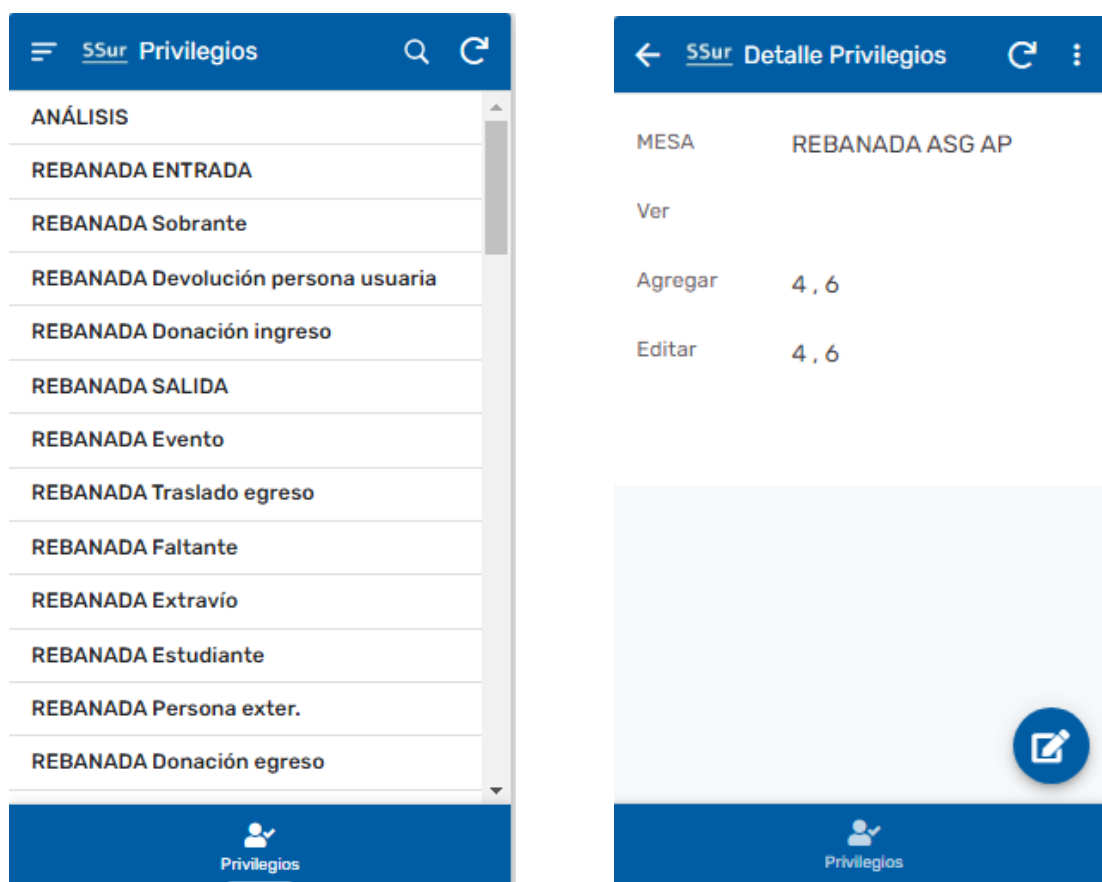 SSur Privilegios
ANÁLISIS
REBANADA ENTRADA
REBANADA Sobrante
REBANADA Devolución persona usuaria
REBANADA Donación ingreso
REBANADA SALIDA
REBANADA Evento
REBANADA Traslado egreso
REBANADA Faltante
REBANADA Extravío
REBANADA Estudiante
REBANADA Persona exter.
REBANADA Donación egreso
Privilegios
SSur Detalle Privilegios
MESA REBANADA ASG AP
Ver
Agregar 4 , 6
Editar 4 , 6
Privilegios